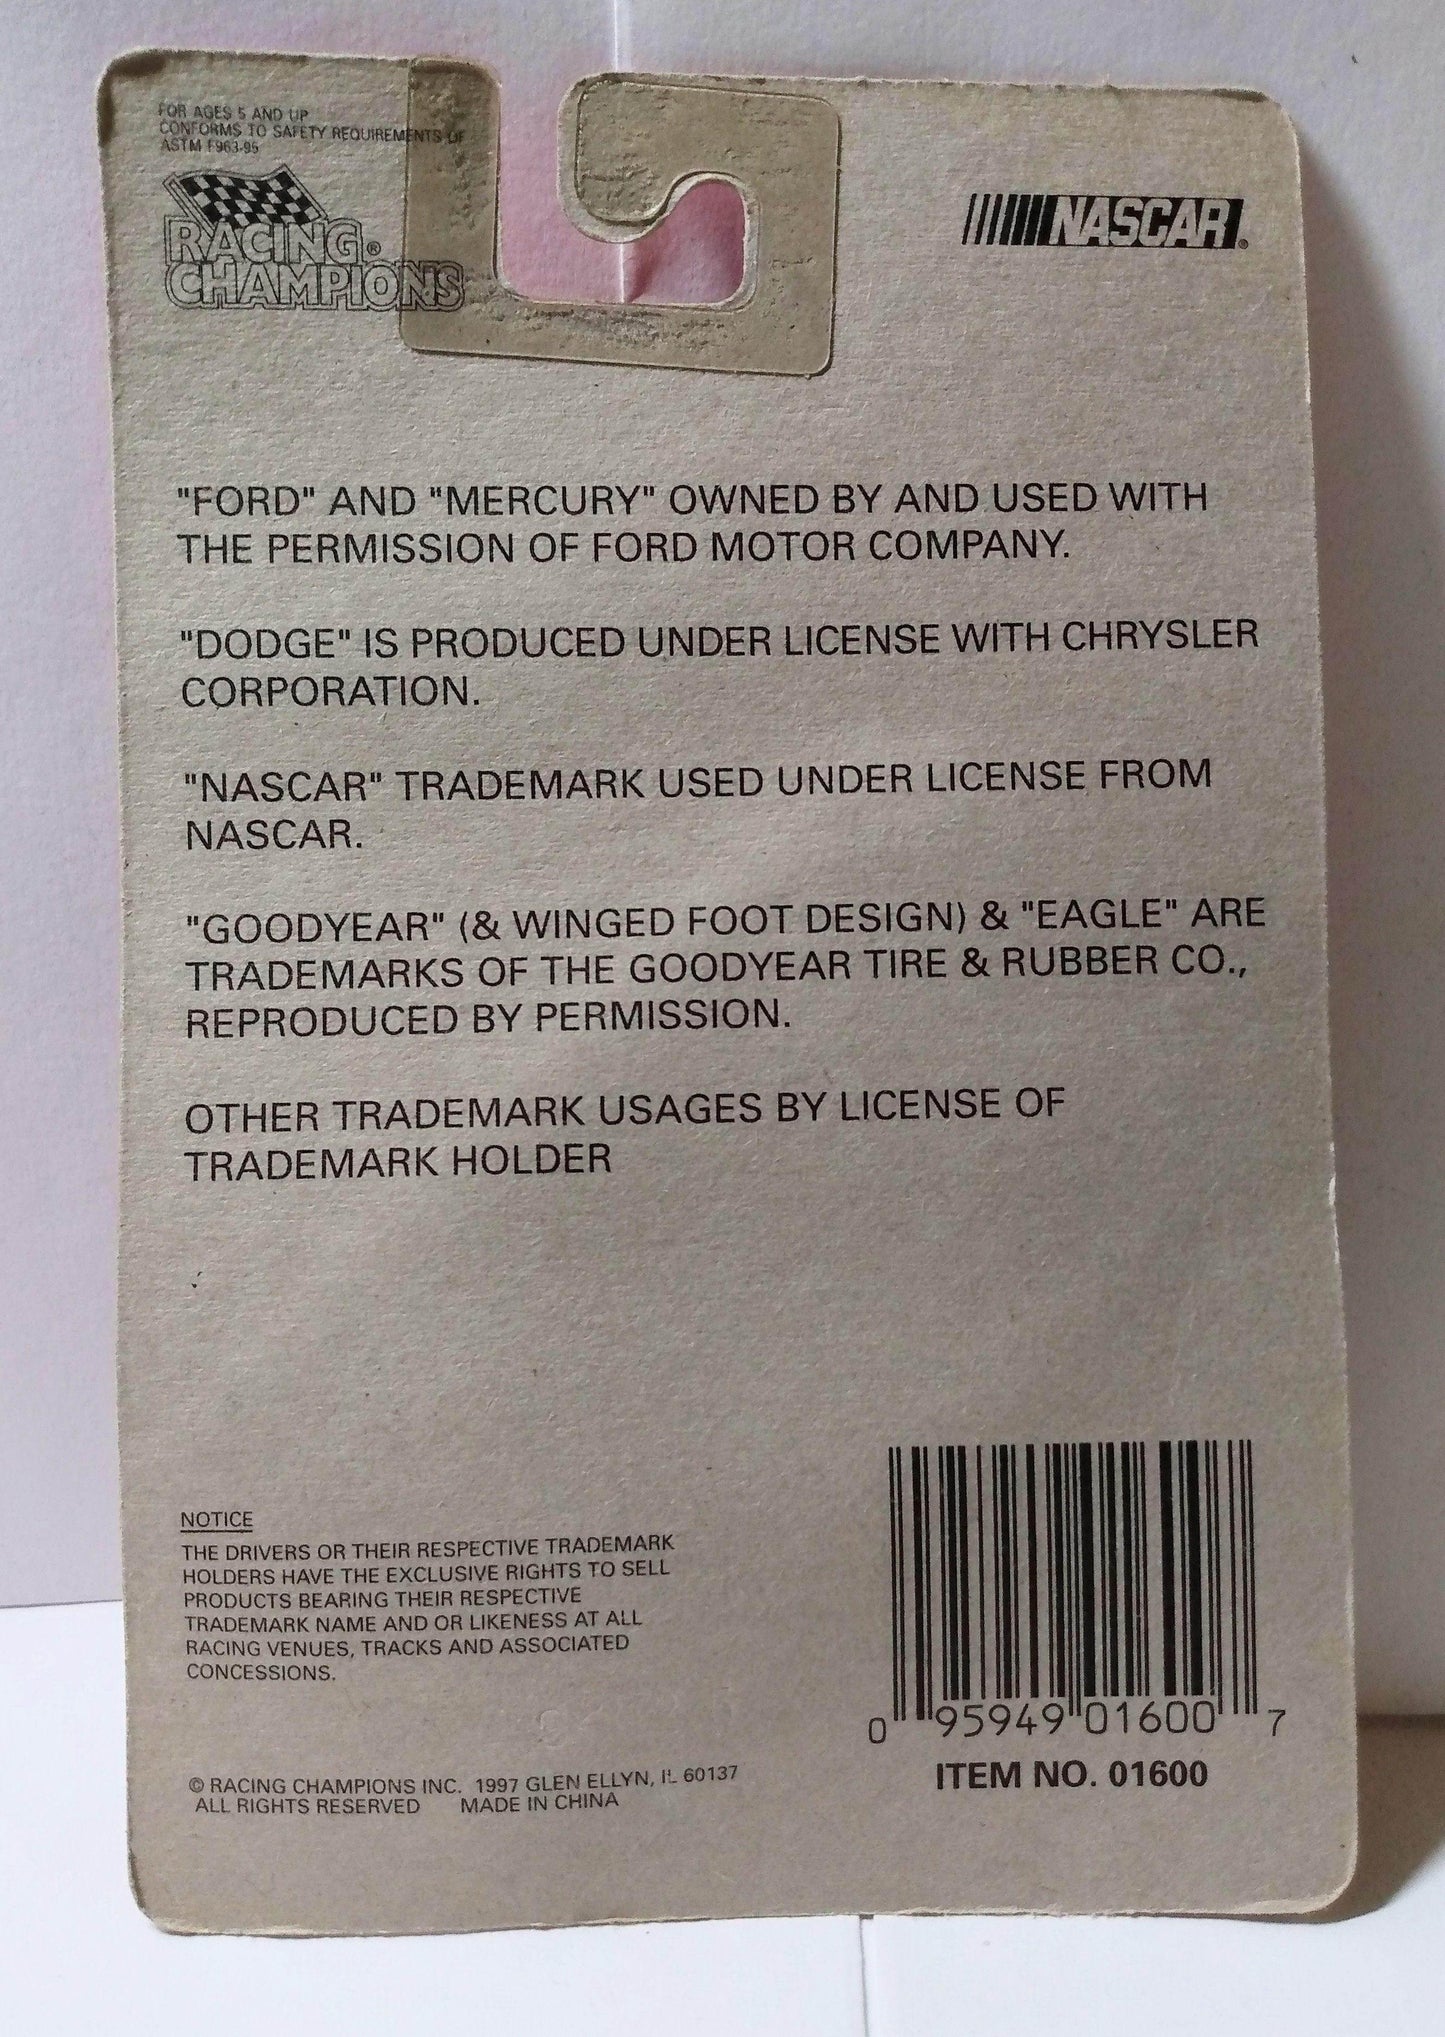 FOR AGES 5 AND UP
CONFORMS TO SAFETY REQUIREMENTS OF
ASTM F963-95
RACING®
CHAMPIONS
NASCAR®
"FORD" AND "MERCURY" OWNED BY AND USED WITH
THE PERMISSION OF FORD MOTOR COMPANY.
"DODGE" IS PRODUCED UNDER LICENSE WITH CHRYSLER
CORPORATION.
"NASCAR" TRADEMARK USED UNDER LICENSE FROM
NASCAR.
"GOODYEAR" (& WINGED FOOT DESIGN) & "EAGLE" ARE
TRADEMARKS OF THE GOODYEAR TIRE & RUBBER CO.,
REPRODUCED BY PERMISSION.
OTHER TRADEMARK USAGES BY LICENSE OF
TRADEMARK HOLDER
NOTICE
THE DRIVERS OR THEIR RESPECTIVE TRADEMARK
HOLDERS HAVE THE EXCLUSIVE RIGHTS TO SELL
PRODUCTS BEARING THEIR RESPECTIVE
TRADEMARK NAME AND OR LIKENESS AT ALL
RACING VENUES, TRACKS AND ASSOCIATED
CONCESSIONS.
© RACING CHAMPIONS INC. 1997 GLEN ELLYN, IL 60137
ALL RIGHTS RESERVED MADE IN CHINA
0 95949 01600 7
ITEM NO. 01600